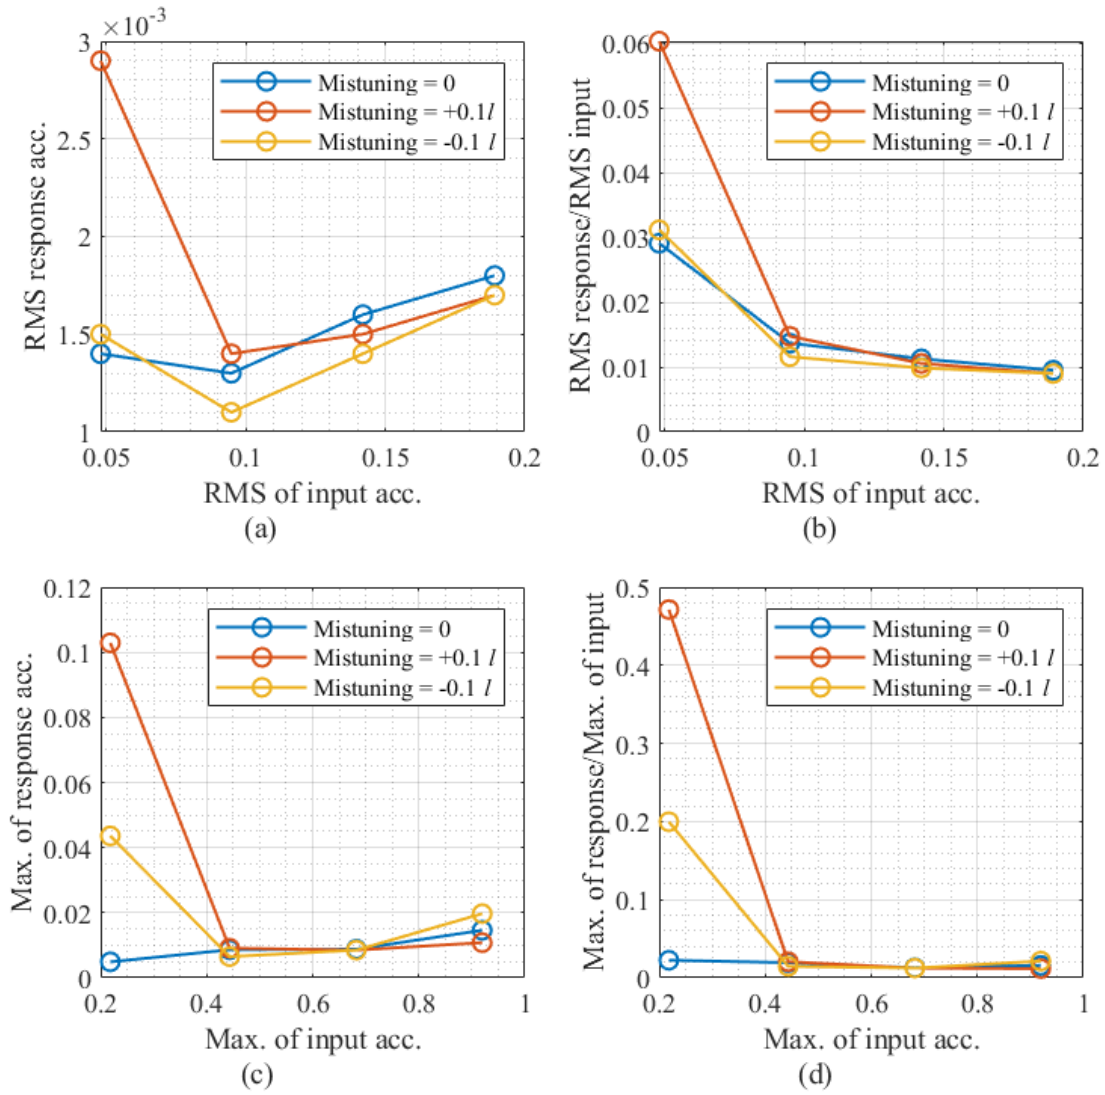 ×10⁻³
3
2.5
2
1.5
1
RMS response acc.
Mistuning = 0
Mistuning = +0.1 l
Mistuning = -0.1 l
0.05 0.1 0.15 0.2
RMS of input acc.
(a)
0.06
0.05
0.04
0.03
0.02
0.01
0
RMS response/RMS input
Mistuning = 0
Mistuning = +0.1 l
Mistuning = -0.1 l
0.05 0.1 0.15 0.2
RMS of input acc.
(b)
0.12
0.1
0.08
0.06
0.04
0.02
0
Max. of response acc.
Mistuning = 0
Mistuning = +0.1 l
Mistuning = -0.1 l
0.2 0.4 0.6 0.8 1
Max. of input acc.
(c)
0.5
0.4
0.3
0.2
0.1
0
Max. of response/Max. of input
Mistuning = 0
Mistuning = +0.1 l
Mistuning = -0.1 l
0.2 0.4 0.6 0.8 1
Max. of input acc.
(d)